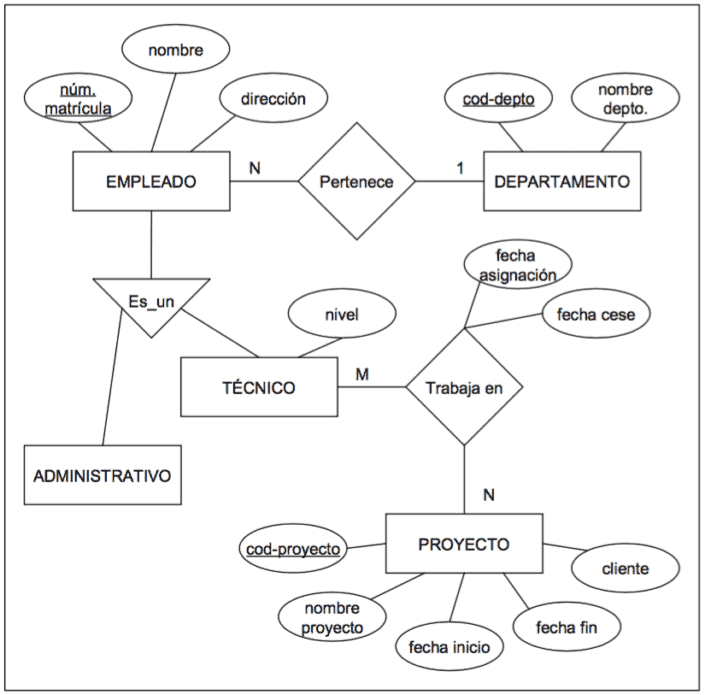 nombre
núm.
matrícula
dirección
cod-depto
nombre
depto.
EMPLEADO
N
Pertenece
1
DEPARTAMENTO
Es_un
fecha
asignación
nivel
fecha cese
TÉCNICO
M
Trabaja en
ADMINISTRATIVO
N
PROYECTO
cod-proyecto
cliente
nombre
proyecto
fecha inicio
fecha fin